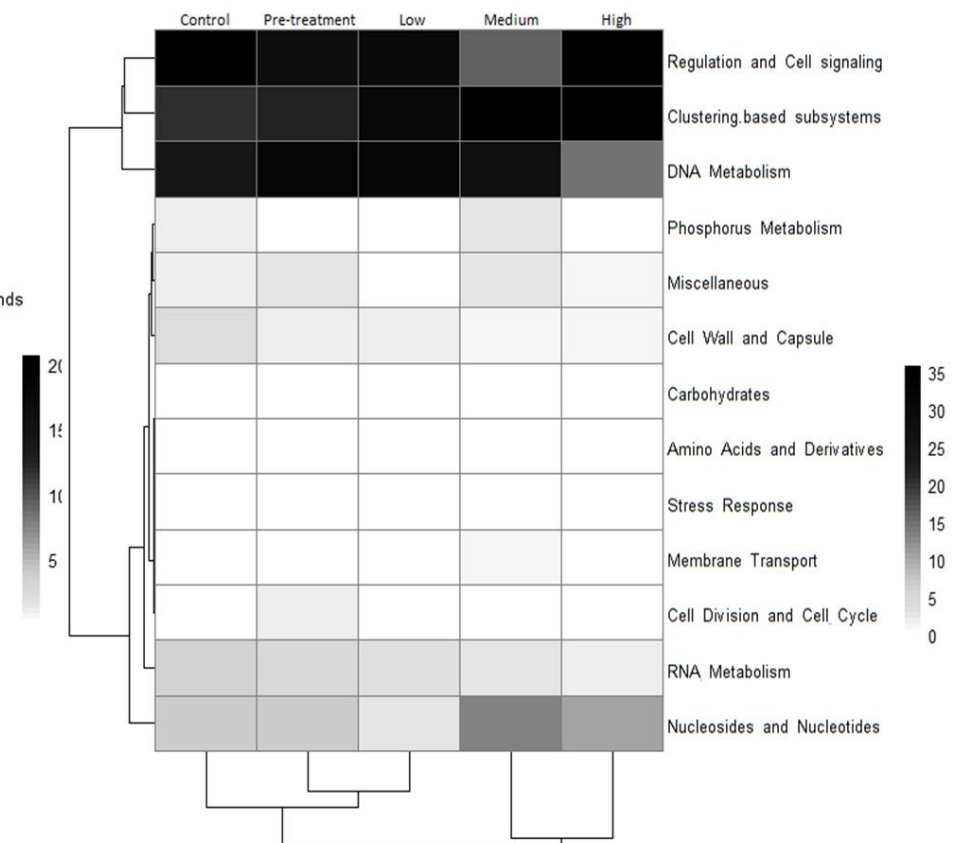 Control Pre-treatment Low Medium High
Regulation and Cell signaling
Clustering.based subsystems
DNA Metabolism
Phosphorus Metabolism
Miscellaneous
nds
Cell Wall and Capsule
Carbohydrates
Amino Acids and Derivatives
Stress Response
Membrane Transport
Cell Division and Cell Cycle
RNA Metabolism
Nucleosides and Nucleotides
5
35
30
25
20
15
10
5
0